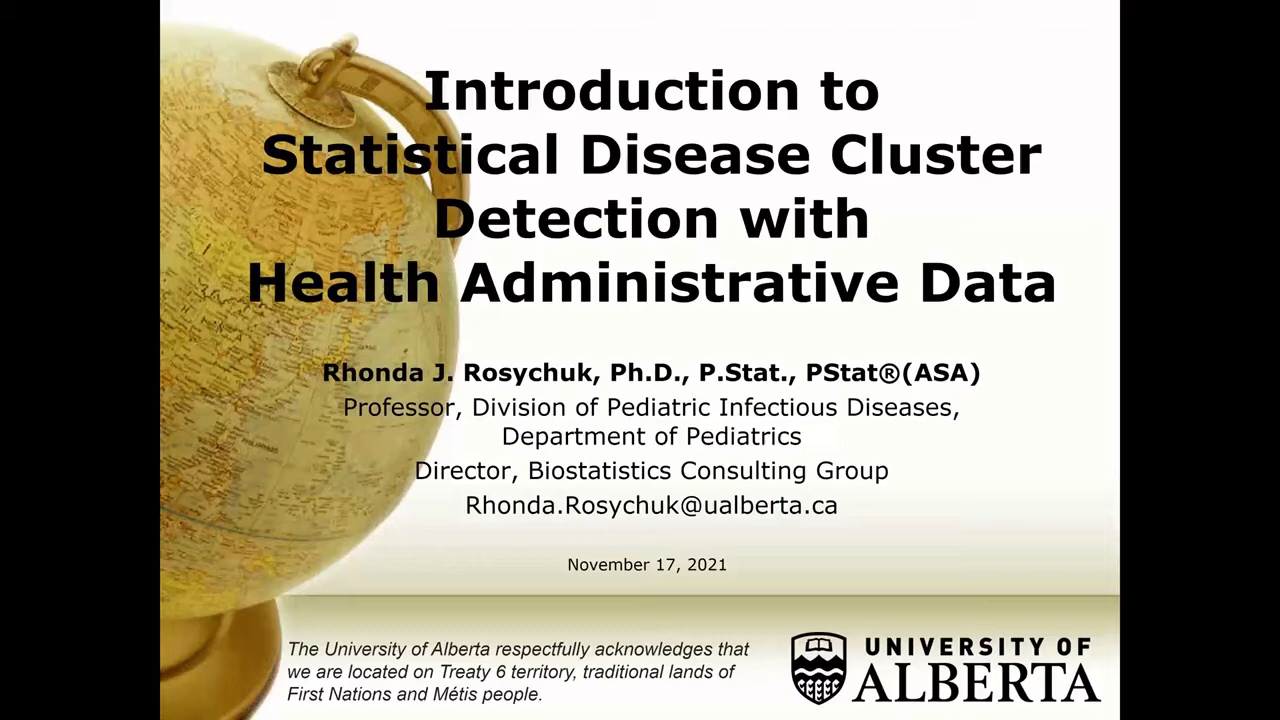 Introduction to
Statistical Disease Cluster
Detection with
Health Administrative Data
Rhonda J. Rosychuk, Ph.D., P.Stat., PStat®(ASA)
Professor, Division of Pediatric Infectious Diseases,
Department of Pediatrics
Director, Biostatistics Consulting Group
Rhonda.Rosychuk@ualberta.ca
November 17, 2021
The University of Alberta respectfully acknowledges that
we are located on Treaty 6 territory, traditional lands of
First Nations and Métis people.
UNIVERSITY OF
ALBERTA